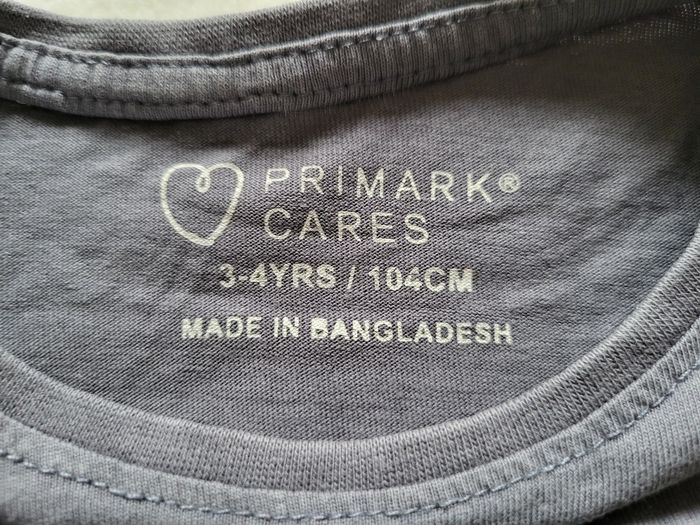 PRIMARK®
CARES
3-4YRS / 104CM
MADE IN BANGLADESH